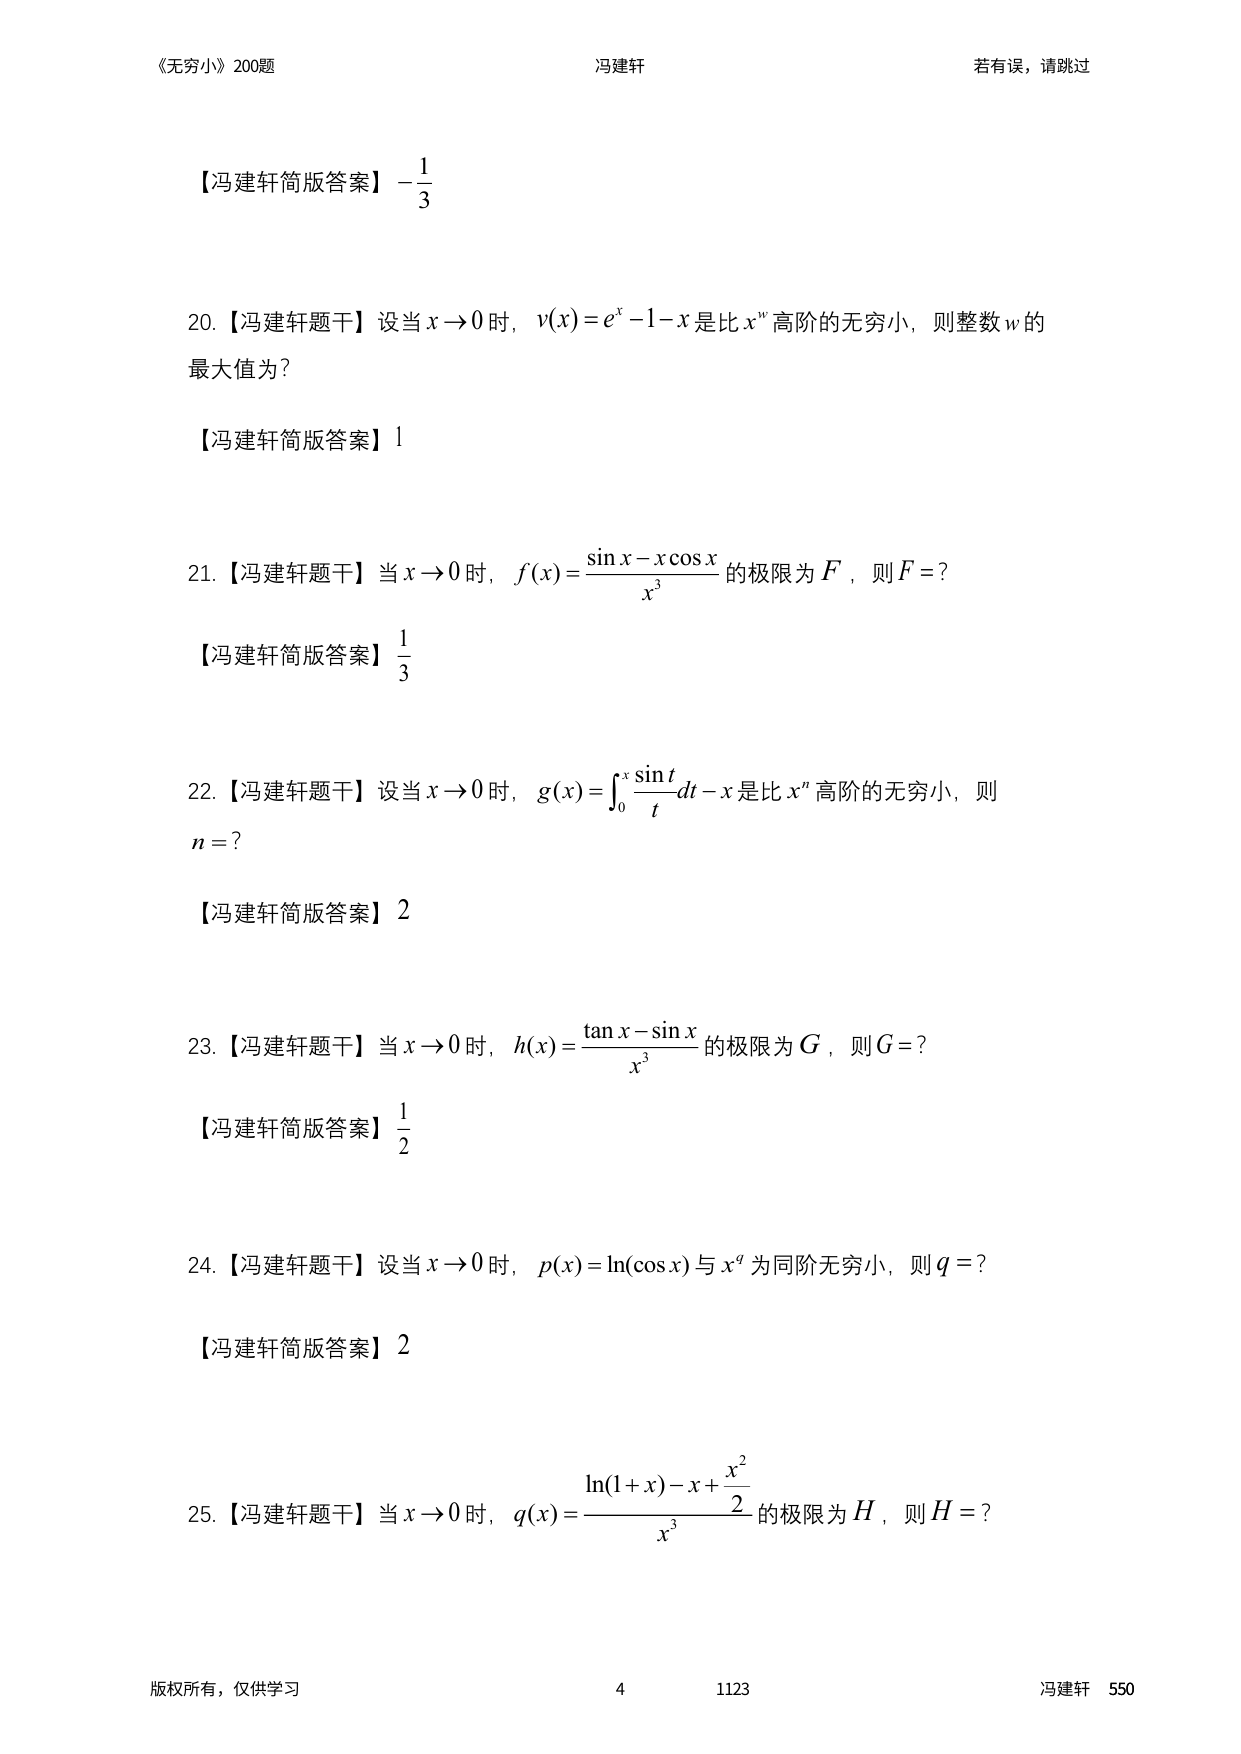 《无穷小》200题 冯建轩 若有误，请跳过
【冯建轩简版答案】 −1/3
20.【冯建轩题干】设当 x→0 时， v(x)=e^x−1−x 是比 x^w 高阶的无穷小，则整数 w 的
最大值为？
【冯建轩简版答案】1
21.【冯建轩题干】当 x→0 时， f(x)=(sin x−x cos x)/x^3 的极限为 F ，则 F=？
【冯建轩简版答案】 1/3
22.【冯建轩题干】设当 x→0 时， g(x)=∫_0^x (sin t)/t dt−x 是比 x^n 高阶的无穷小，则
n=？
【冯建轩简版答案】 2
23.【冯建轩题干】当 x→0 时， h(x)=(tan x−sin x)/x^3 的极限为 G ，则 G=？
【冯建轩简版答案】 1/2
24.【冯建轩题干】设当 x→0 时， p(x)=ln(cos x) 与 x^q 为同阶无穷小，则 q=？
【冯建轩简版答案】 2
25.【冯建轩题干】当 x→0 时， q(x)=(ln(1+x)−x+x^2/2)/x^3 的极限为 H ，则 H=？
版权所有，仅供学习 4 1123 冯建轩 550